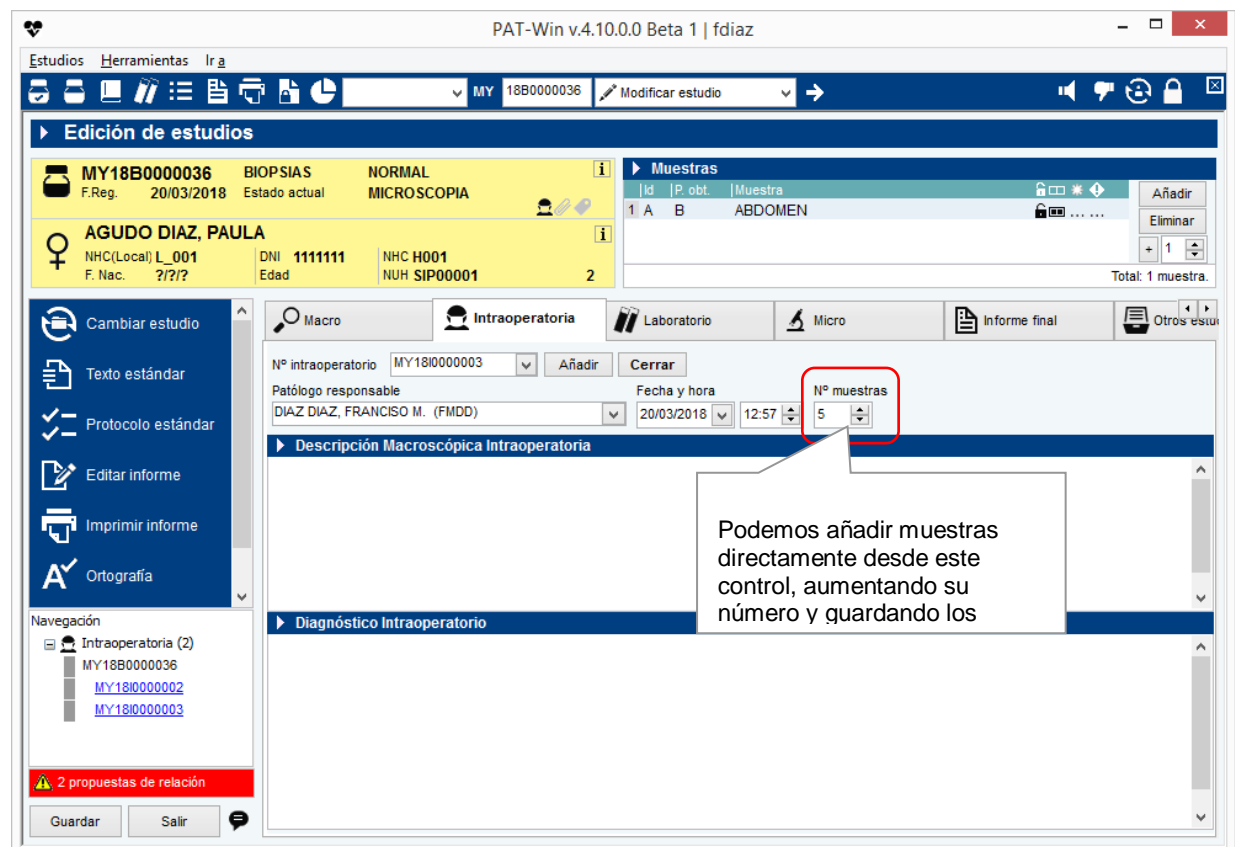 PAT-Win v.4.10.0.0 Beta 1 | fdiaz
Estudios Herramientas Ir a
MY 18B0000036 Modificar estudio
Edición de estudios
MY18B0000036 BIOPSIAS NORMAL
F.Reg. 20/03/2018 Estado actual MICROSCOPIA
AGUDO DIAZ, PAULA
NHC(Local) L_001 DNI 1111111 NHC H001
F. Nac. ?/?/? Edad NUH SIP00001 2
Muestras
Id P. obt. Muestra
1 A B ABDOMEN
Añadir
Eliminar
+ 1
Total: 1 muestra.
Cambiar estudio
Texto estándar
Protocolo estándar
Editar informe
Imprimir informe
Ortografía
Navegación
Intraoperatoria (2)
MY18B0000036
MY18I0000002
MY18I0000003
2 propuestas de relación
Guardar Salir
Macro Intraoperatoria Laboratorio Micro Informe final Otros estu
Nº intraoperatorio MY18I0000003 Añadir Cerrar
Patólogo responsable Fecha y hora Nº muestras
DIAZ DIAZ, FRANCISO M. (FMDD) 20/03/2018 12:57 5
Descripción Macroscópica Intraoperatoria
Podemos añadir muestras
directamente desde este
control, aumentando su
número y guardando los
Diagnóstico Intraoperatorio